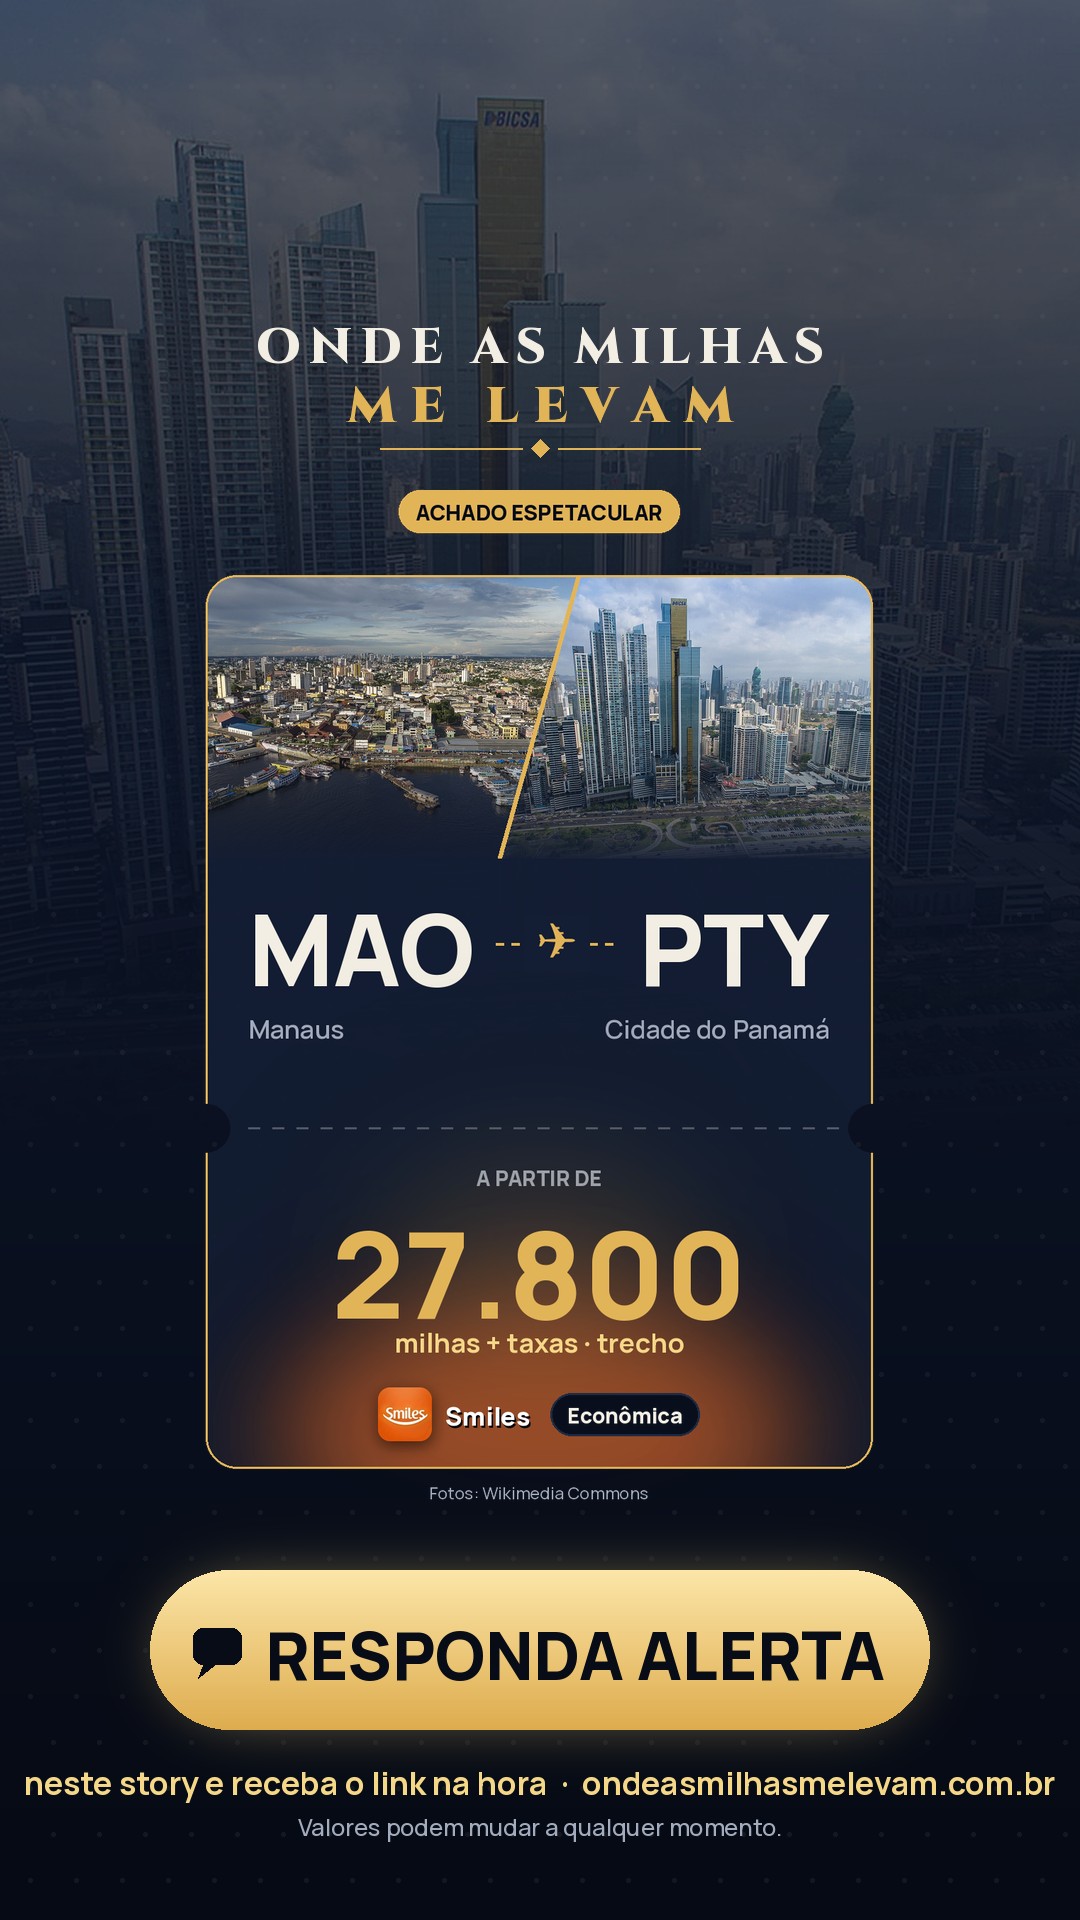 BICSA
ONDE AS MILHAS
ME LEVAM
ACHADO ESPETACULAR
MAO -- ✈ -- PTY
Manaus
Cidade do Panamá
A PARTIR DE
27.800
milhas + taxas · trecho
Smiles
Smiles
Econômica
Fotos: Wikimedia Commons
RESPONDA ALERTA
neste story e receba o link na hora · ondeasmilhasmelevam.com.br
Valores podem mudar a qualquer momento.